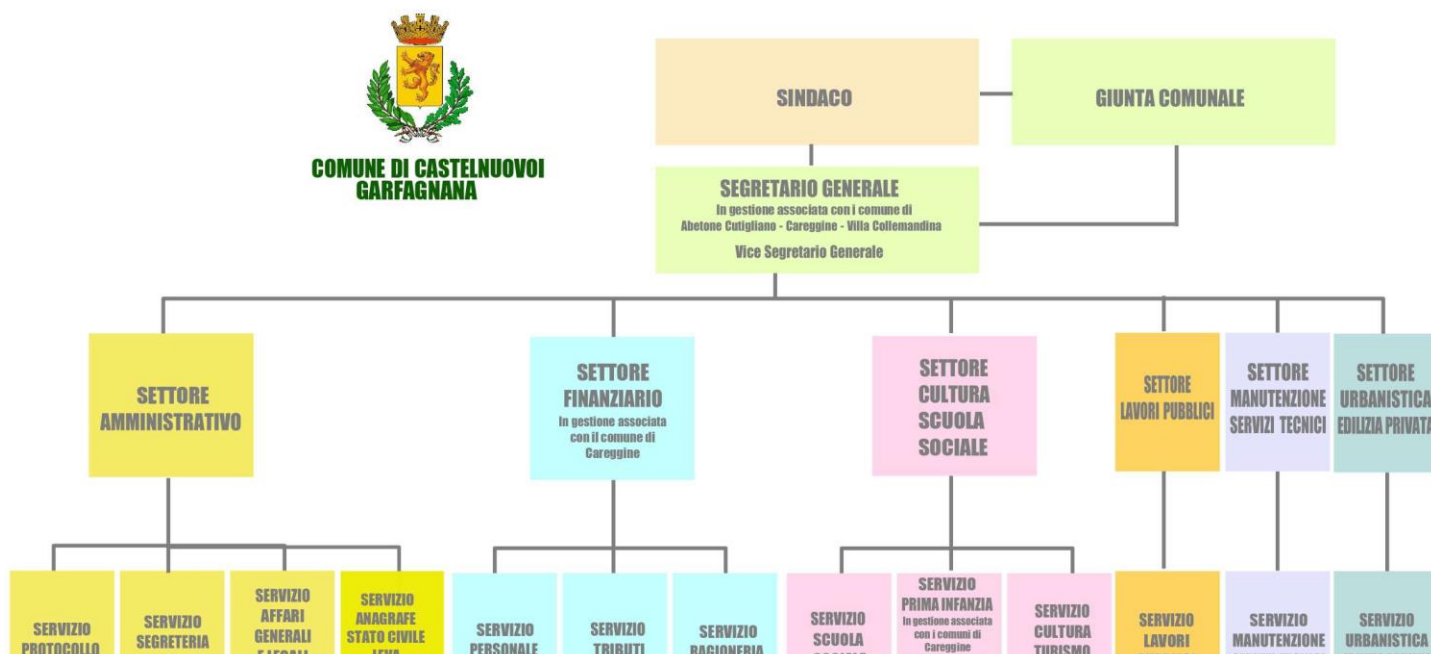 COMUNE DI CASTELNUOVOI
GARFAGNANA
SINDACO
GIUNTA COMUNALE
SEGRETARIO GENERALE
In gestione associata con i comune di
Abetone Cutigliano - Careggine - Villa Collemandina
Vice Segretario Generale
SETTORE
AMMINISTRATIVO
SETTORE
FINANZIARIO
In gestione associata
con il comune di
Careggine
SETTORE
CULTURA
SCUOLA
SOCIALE
SETTORE
LAVORI PUBBLICI
SETTORE
MANUTENZIONE
SERVIZI TECNICI
SETTORE
URBANISTICA
EDILIZIA PRIVATA
SERVIZIO
PROTOCOLLO
SERVIZIO
SEGRETERIA
SERVIZIO
AFFARI
GENERALI
E LEGALI
SERVIZIO
ANAGRAFE
STATO CIVILE
LEVA
SERVIZIO
PERSONALE
SERVIZIO
TRIBUTI
SERVIZIO
RAGIONERIA
SERVIZIO
SCUOLA
SOCIALE
SERVIZIO
PRIMA INFANZIA
In gestione associata
con i comuni di
Careggine
SERVIZIO
CULTURA
TURISMO
SERVIZIO
LAVORI
SERVIZIO
MANUTENZIONE
SERVIZIO
URBANISTICA